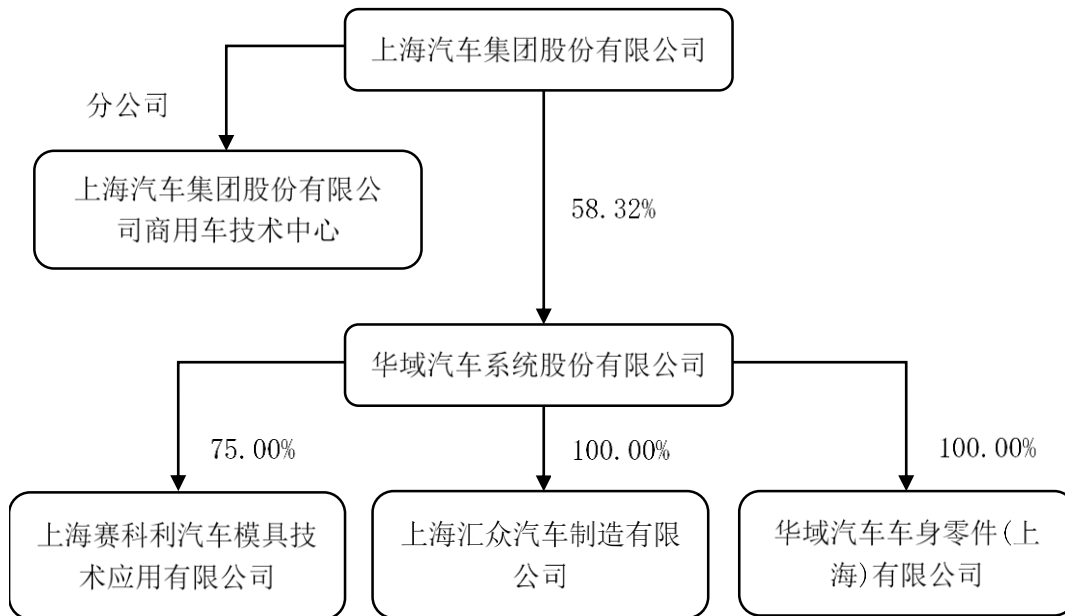 上海汽车集团股份有限公司
分公司
上海汽车集团股份有限公
司商用车技术中心
58.32%
华域汽车系统股份有限公司
75.00%
100.00%
100.00%
上海赛科利汽车模具技
术应用有限公司
上海汇众汽车制造有限
公司
华域汽车车身零件(上
海)有限公司